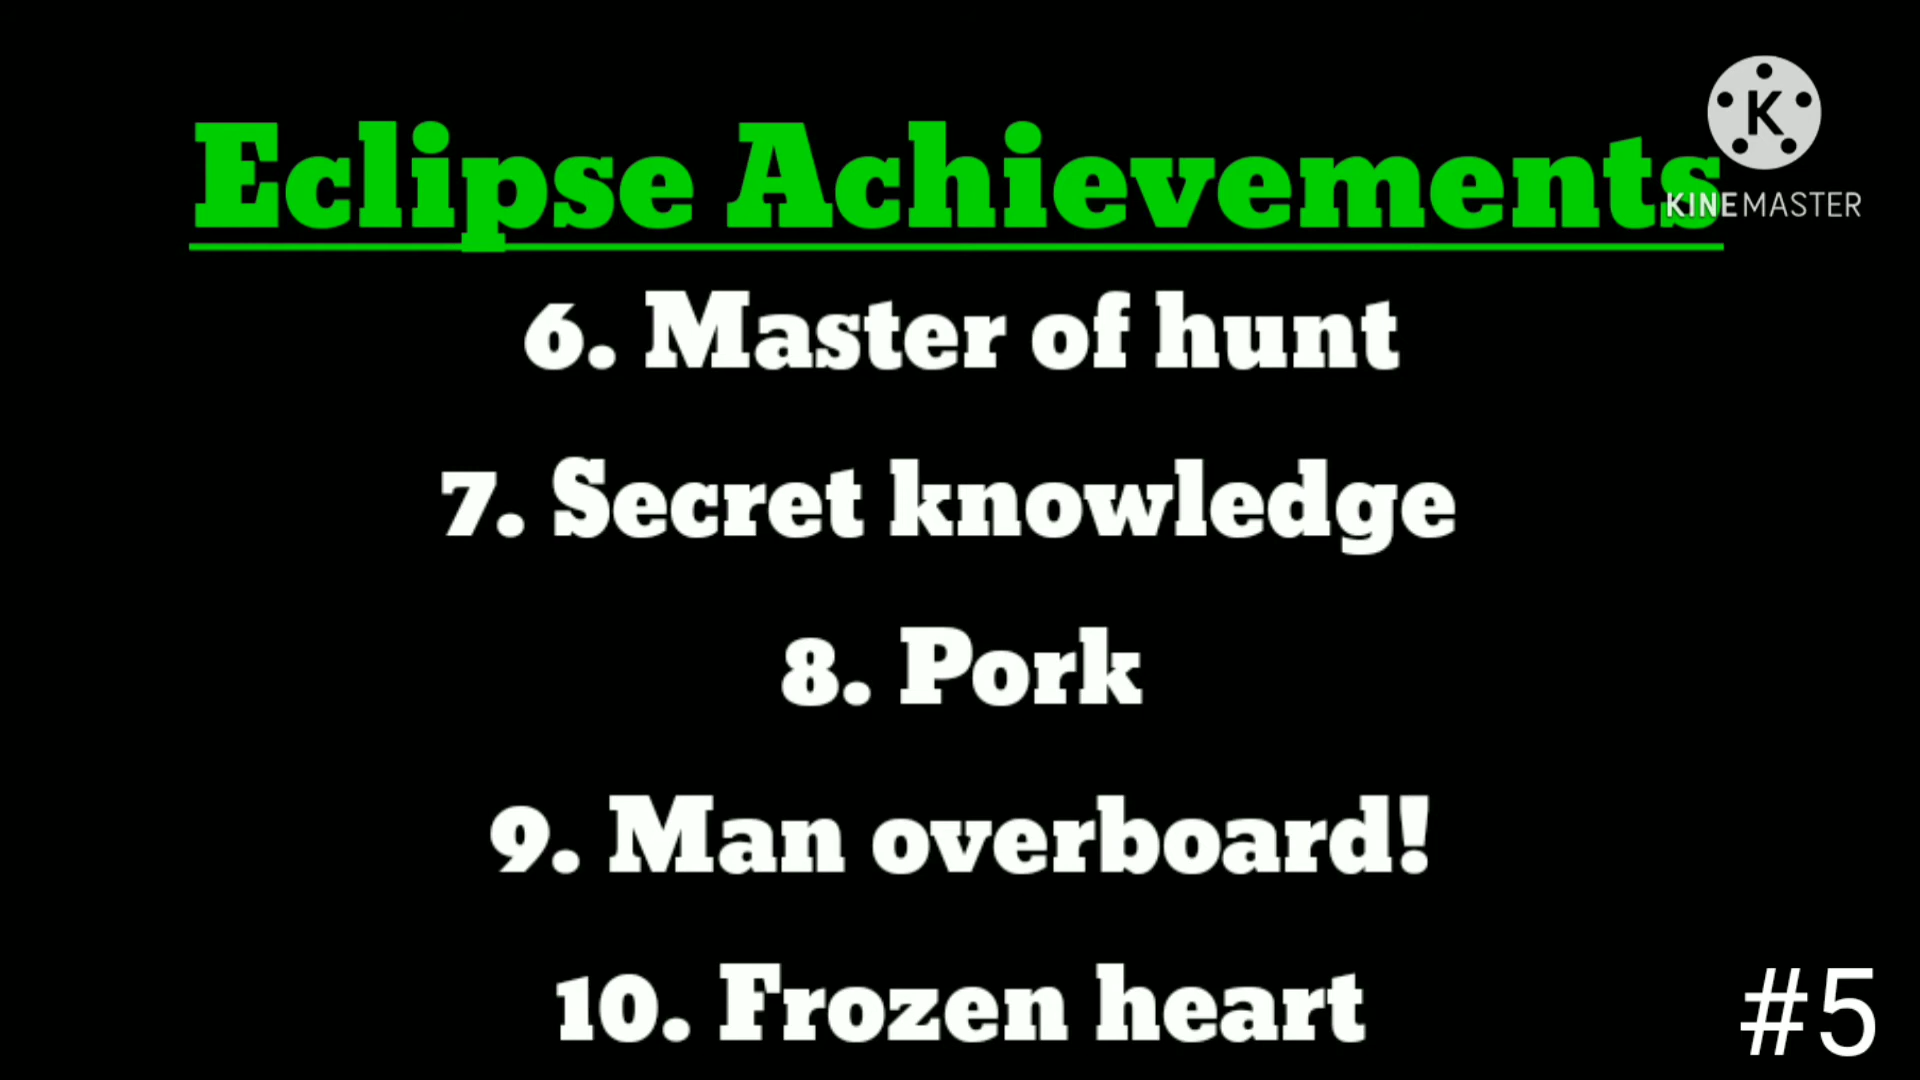 Eclipse Achievements
K
KINEMASTER
6. Master of hunt
7. Secret knowledge
8. Pork
9. Man overboard!
10. Frozen heart
#5